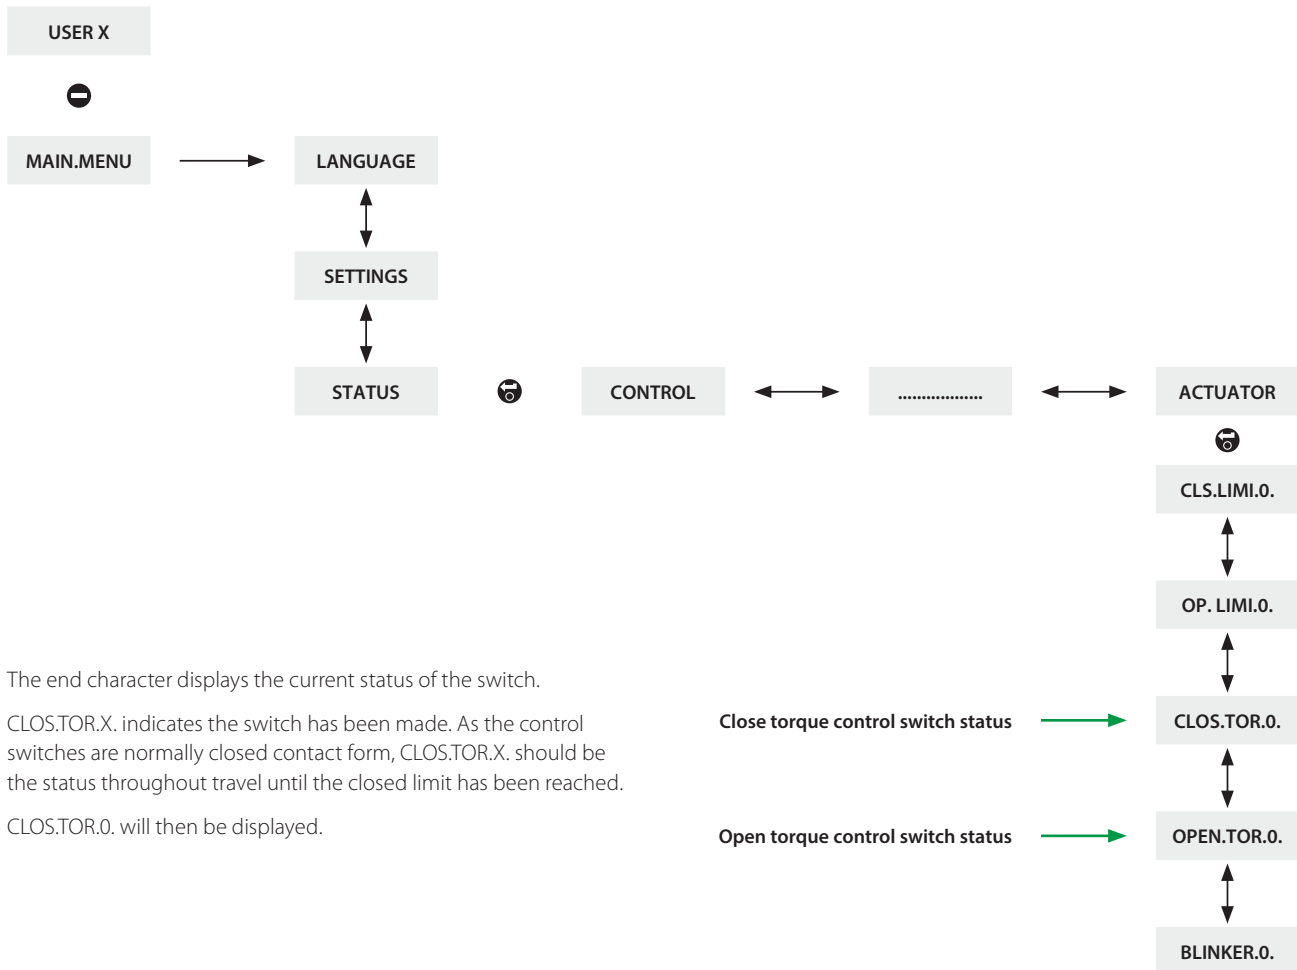 USER X
MAIN.MENU
LANGUAGE
SETTINGS
STATUS
CONTROL
..................
ACTUATOR
CLS.LIMI.0.
OP. LIMI.0.
The end character displays the current status of the switch.
CLOS.TOR.X. indicates the switch has been made. As the control
switches are normally closed contact form, CLOS.TOR.X. should be
the status throughout travel until the closed limit has been reached.
CLOS.TOR.0. will then be displayed.
Close torque control switch status
CLOS.TOR.0.
Open torque control switch status
OPEN.TOR.0.
BLINKER.0.